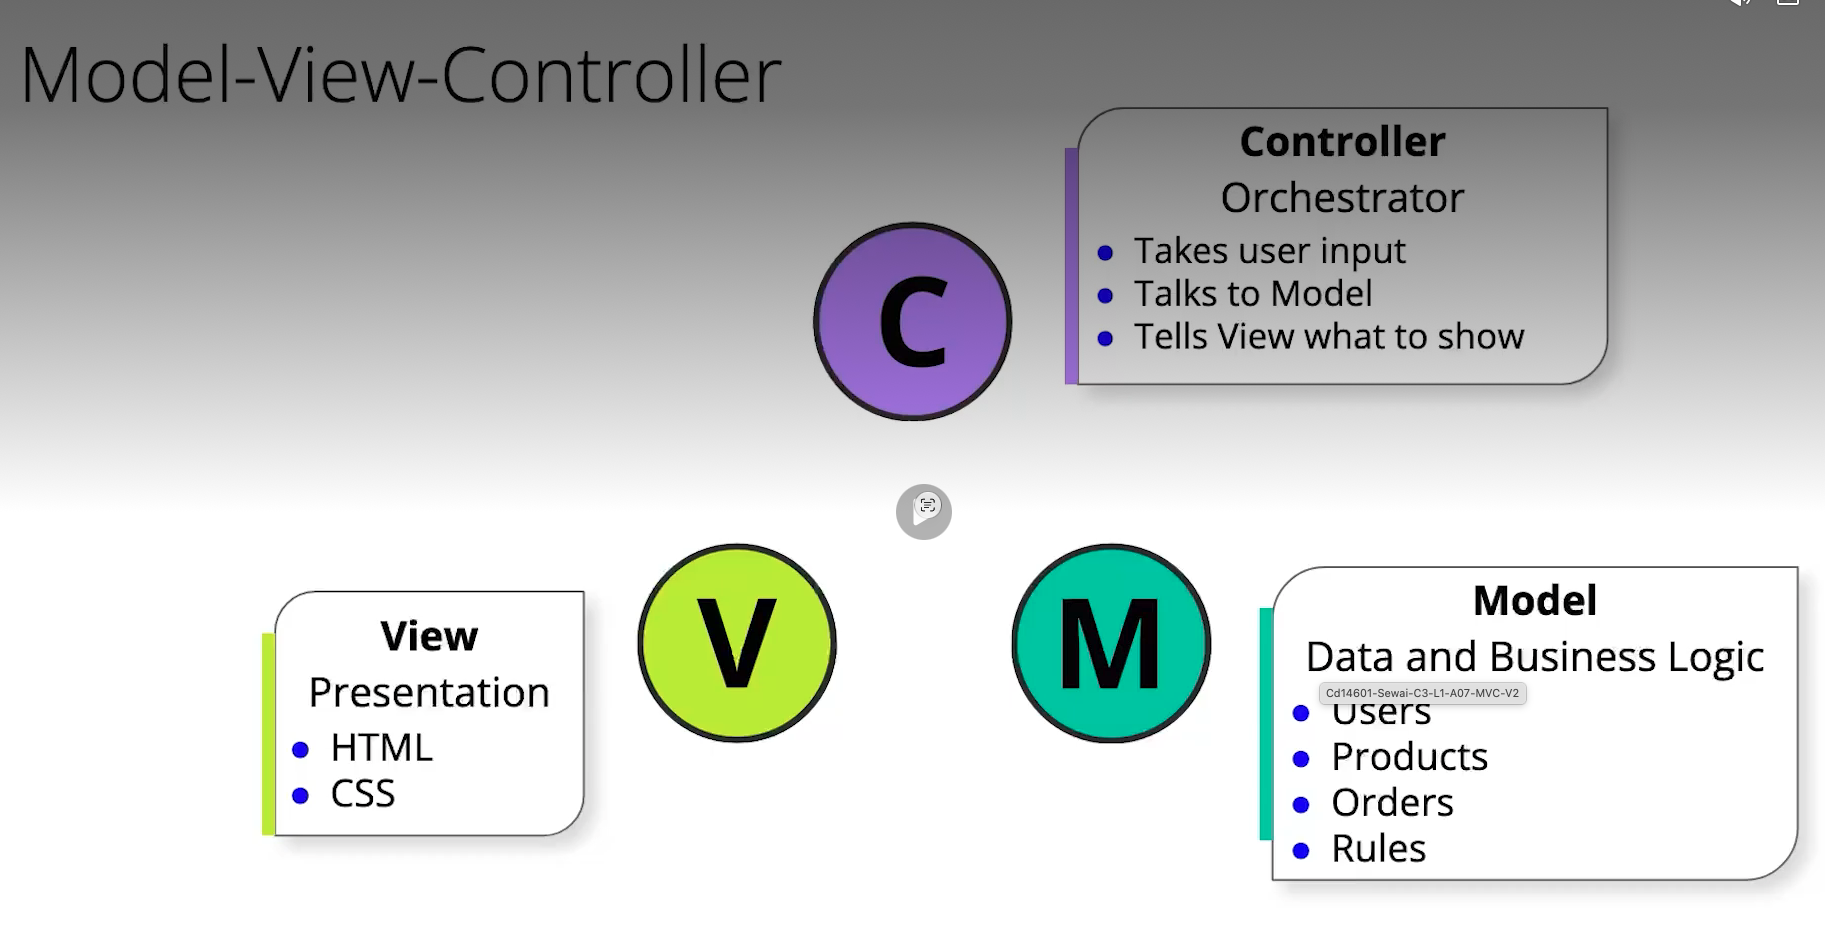 Model-View-Controller
Controller
Orchestrator
Takes user input
Talks to Model
Tells View what to show
C
V
M
View
Presentation
HTML
CSS
Model
Data and Business Logic
Cd14601-Sewai-C3-L1-A07-MVC-V2
Users
Products
Orders
Rules